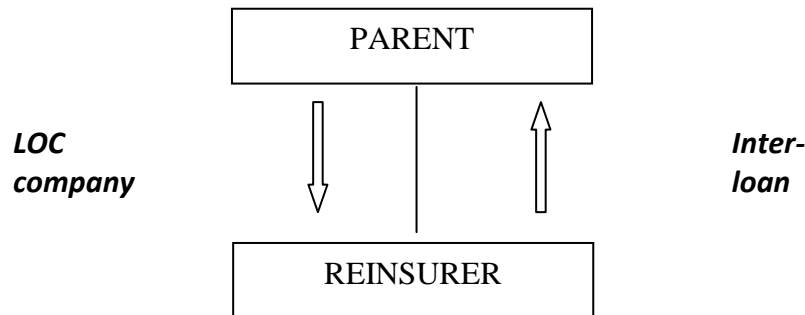 PARENT
LOC
company
Inter-
loan
REINSURER